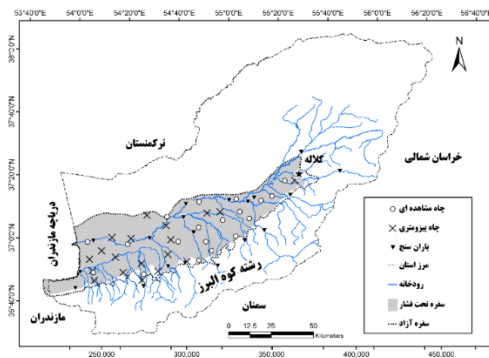 53°40'0"E 54°0'0"E 54°20'0"E 54°40'0"E 55°0'0"E 55°20'0"E 55°40'0"E 56°0'0"E 56°20'0"E 56°40'0"E
38°0'0"N
37°40'0"N
37°20'0"N
37°0'0"N
36°40'0"N
N
ترکمنستان
خراسان شمالی
کلاله
دریاچه مازندران
رشته کوه البرز
سمنان
مازندران
چاه مشاهده ای
چاه پیزومتری
باران سنج
مرز استان
رودخانه
سفره تحت فشار
سفره آزاد
0 12.5 25 50
Kilometers
250,000 300,000 350,000 400,000 450,000